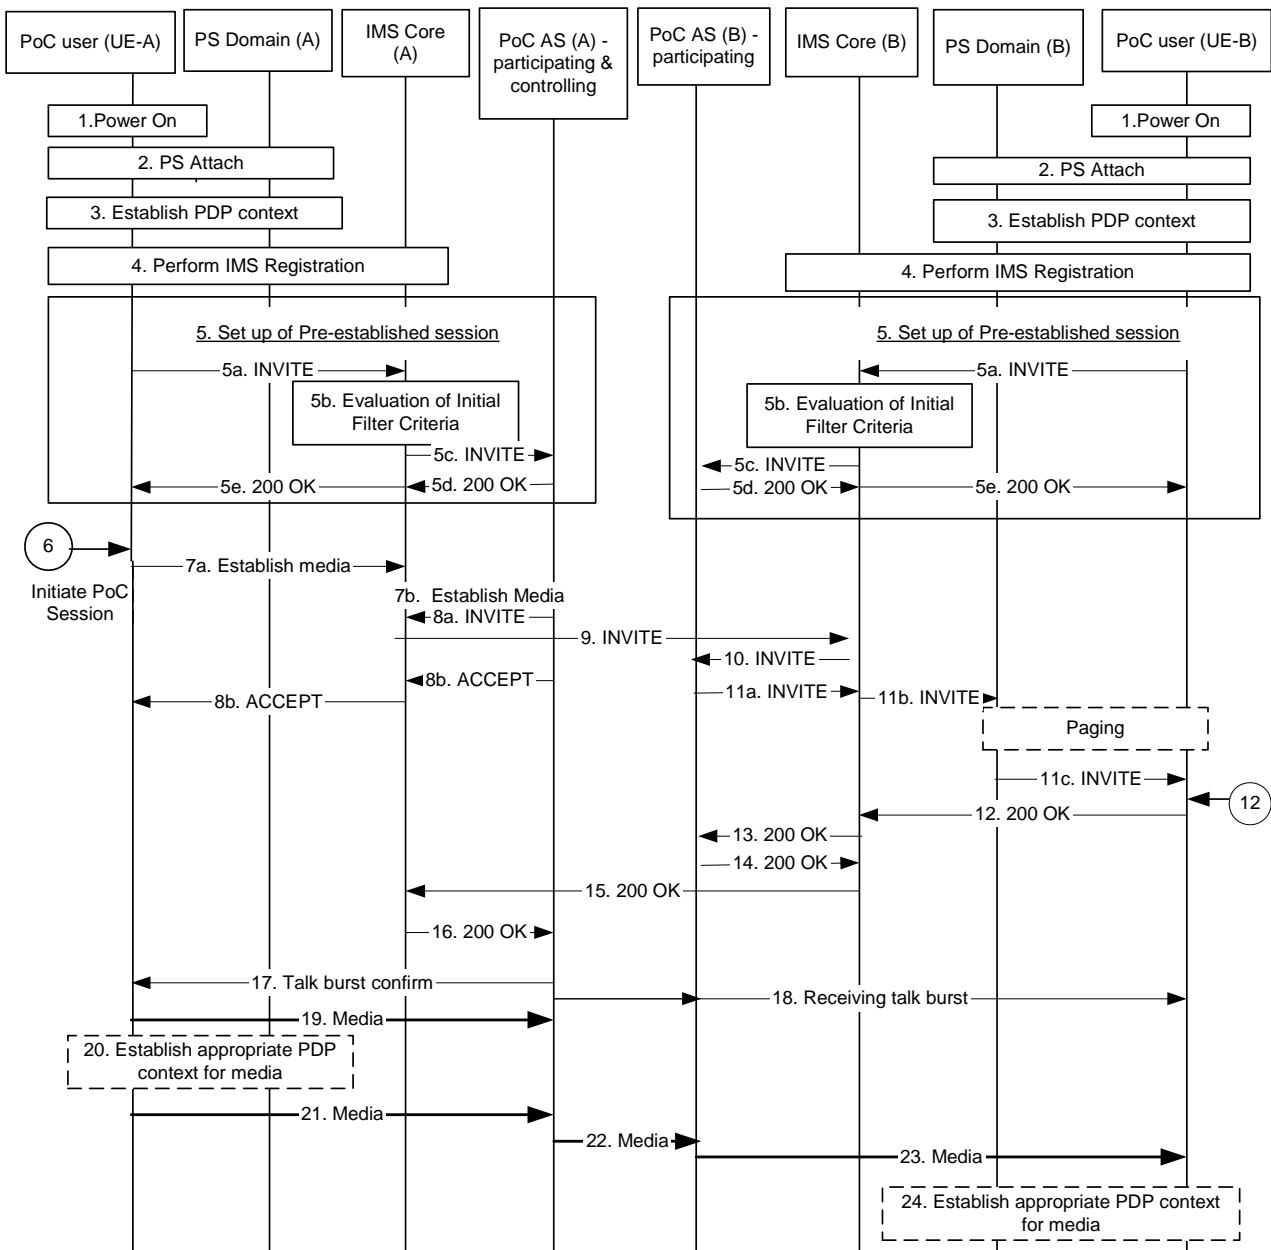 PoC user (UE-A)
PS Domain (A)
IMS Core
(A)
PoC AS (A) -
participating &
controlling
PoC AS (B) -
participating
IMS Core (B)
PS Domain (B)
PoC user (UE-B)
1.Power On
1.Power On
2. PS Attach
2. PS Attach
3. Establish PDP context
3. Establish PDP context
4. Perform IMS Registration
4. Perform IMS Registration
5. Set up of Pre-established session
5. Set up of Pre-established session
5a. INVITE
5a. INVITE
5b. Evaluation of Initial
Filter Criteria
5b. Evaluation of Initial
Filter Criteria
5c. INVITE
5c. INVITE
5e. 200 OK
5d. 200 OK
5d. 200 OK
5e. 200 OK
6
Initiate PoC
Session
7a. Establish media
7b. Establish Media
8a. INVITE
9. INVITE
10. INVITE
8b. ACCEPT
8b. ACCEPT
11a. INVITE
11b. INVITE
Paging
11c. INVITE
12
12. 200 OK
13. 200 OK
14. 200 OK
15. 200 OK
16. 200 OK
17. Talk burst confirm
18. Receiving talk burst
19. Media
20. Establish appropriate PDP
context for media
21. Media
22. Media
23. Media
24. Establish appropriate PDP context
for media